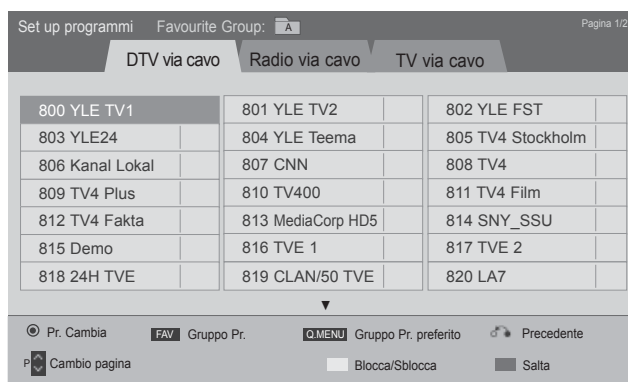 Set up programmi Favourite Group: A Pagina 1/2
DTV via cavo Radio via cavo TV via cavo
800 YLE TV1 801 YLE TV2 802 YLE FST
803 YLE24 804 YLE Teema 805 TV4 Stockholm
806 Kanal Lokal 807 CNN 808 TV4
809 TV4 Plus 810 TV400 811 TV4 Film
812 TV4 Fakta 813 MediaCorp HD5 814 SNY_SSU
815 Demo 816 TVE 1 817 TVE 2
818 24H TVE 819 CLAN/50 TVE 820 LA7
Pr. Cambia FAV Gruppo Pr. Q.MENU Gruppo Pr. preferito Precedente
P Cambio pagina Blocca/Sblocca Salta